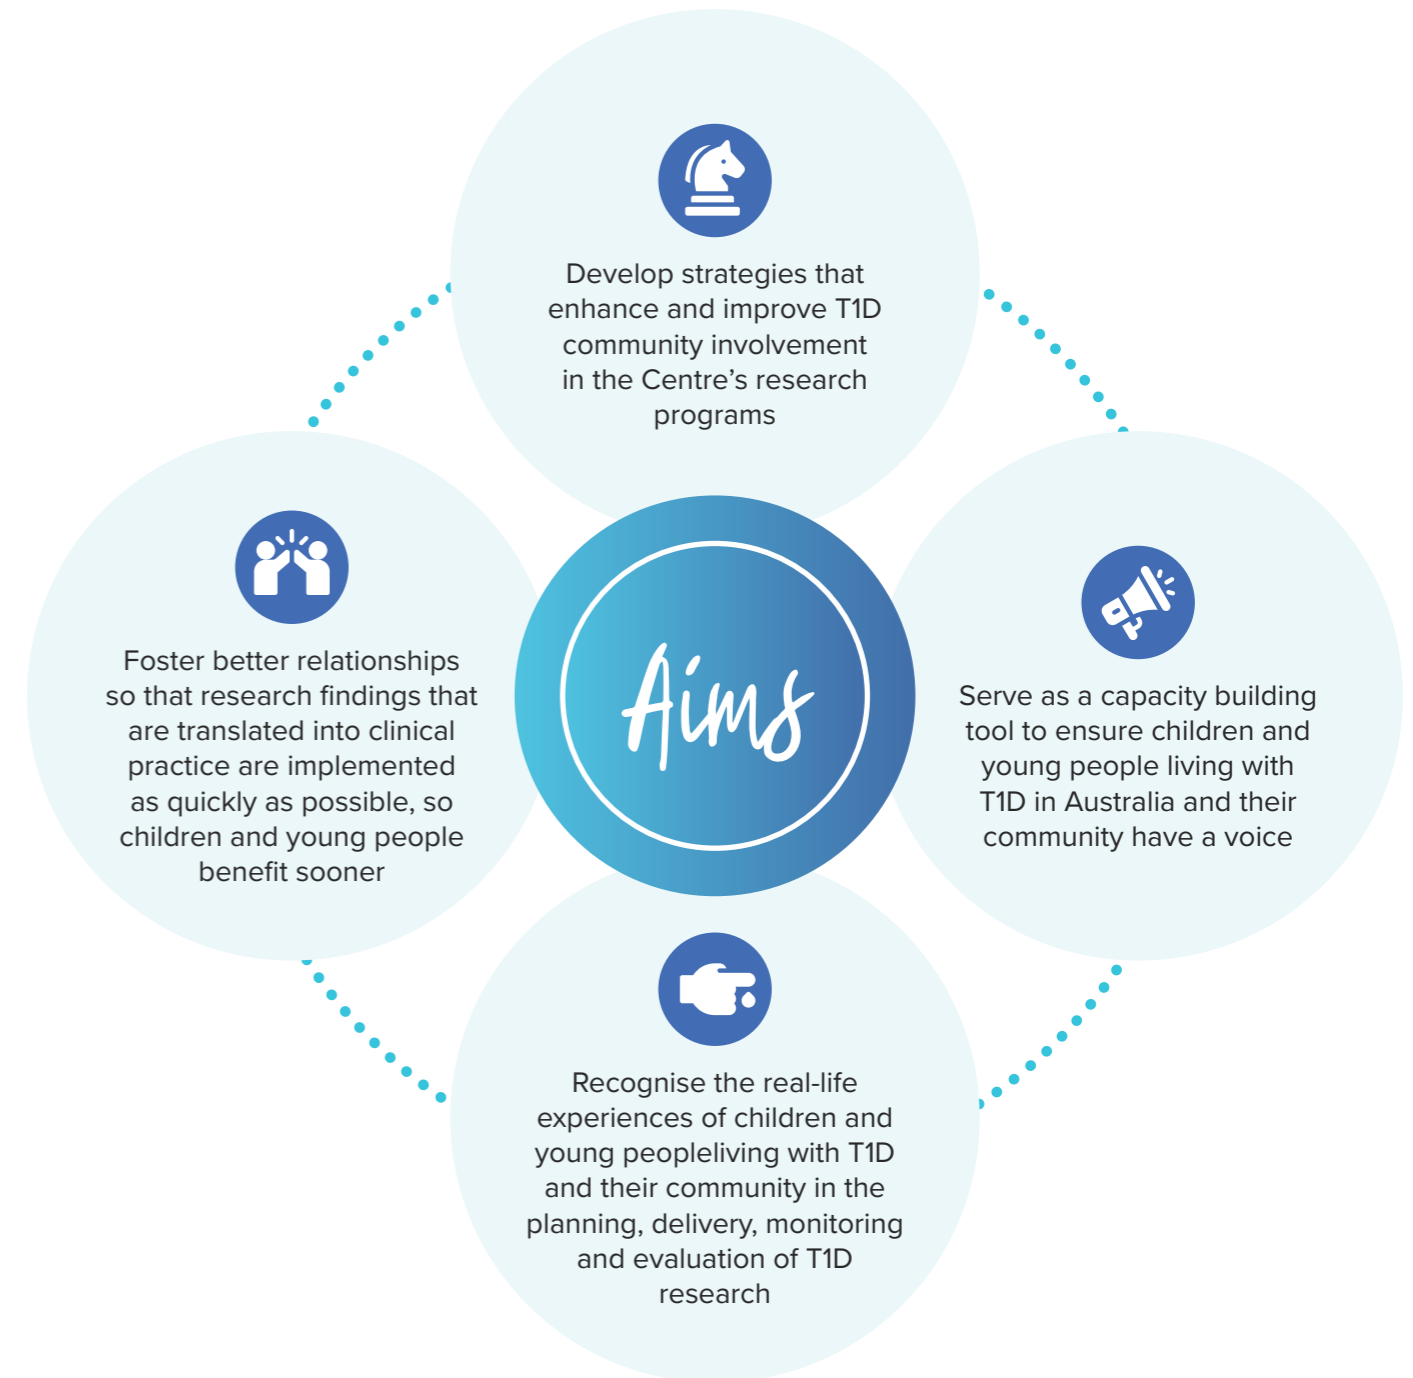 Develop strategies that
enhance and improve T1D
community involvement
in the Centre’s research
programs
Foster better relationships
so that research findings that
are translated into clinical
practice are implemented
as quickly as possible, so
children and young people
benefit sooner
Aims
Serve as a capacity building
tool to ensure children and
young people living with
T1D in Australia and their
community have a voice
Recognise the real-life
experiences of children and
young peopleliving with T1D
and their community in the
planning, delivery, monitoring
and evaluation of T1D
research